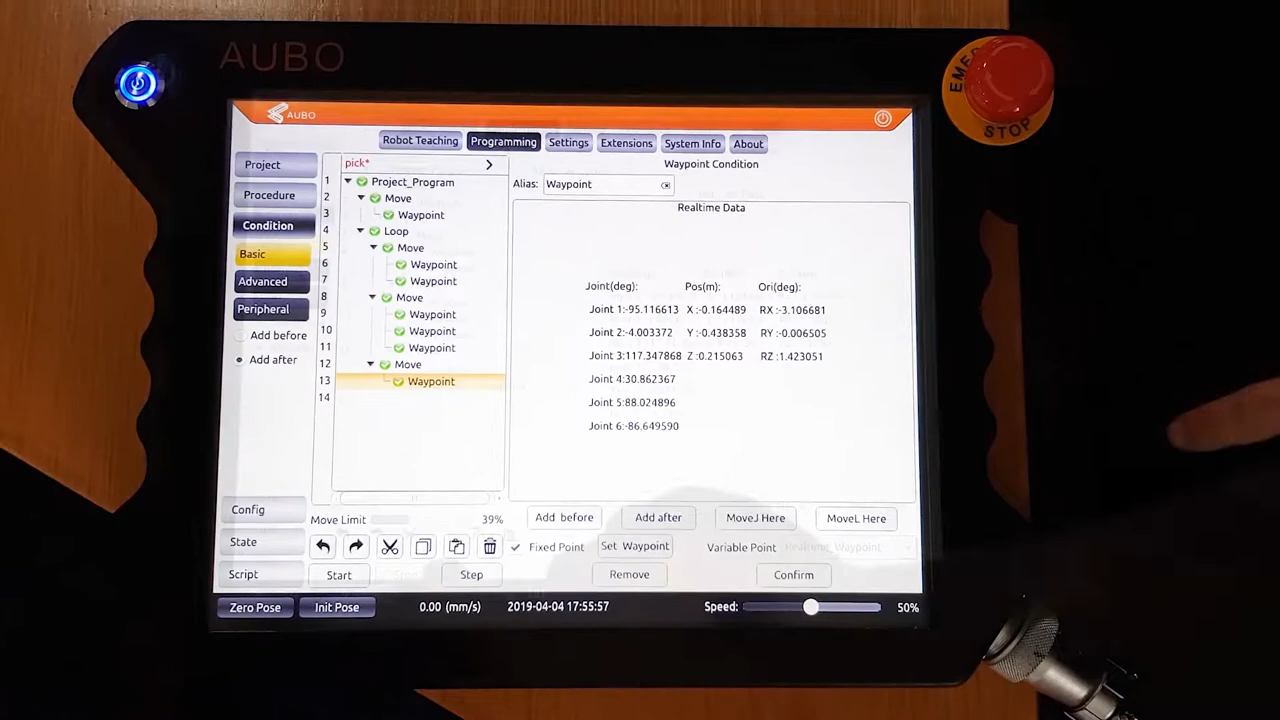 AUBO
EMER
STOP
AUBO
Robot Teaching Programming Settings Extensions System Info About
Project
Procedure
Condition
Basic
Advanced
Peripheral
Add before
Add after
pick* >
1 Project_Program
2 Move
3 Waypoint
4 Loop
5 Move
6 Waypoint
7 Waypoint
8 Move
9 Waypoint
10 Waypoint
11 Waypoint
12 Move
13 Waypoint
14
Waypoint Condition
Alias: Waypoint
Realtime Data
Joint(deg): Pos(m): Ori(deg):
Joint 1:-95.116613 X :-0.164489 RX :-3.106681
Joint 2:-4.003372 Y :-0.438358 RY :-0.006505
Joint 3:117.347868 Z :0.215063 RZ :1.423051
Joint 4:30.862367
Joint 5:88.024896
Joint 6:-86.649590
Config
State
Script
Move Limit 39%
Add before Add after MoveJ Here MoveL Here
Fixed Point Set Waypoint Variable Point Realtime_Waypoint
Start Step Remove Confirm
Zero Pose Init Pose 0.00 (mm/s) 2019-04-04 17:55:57 Speed: 50%